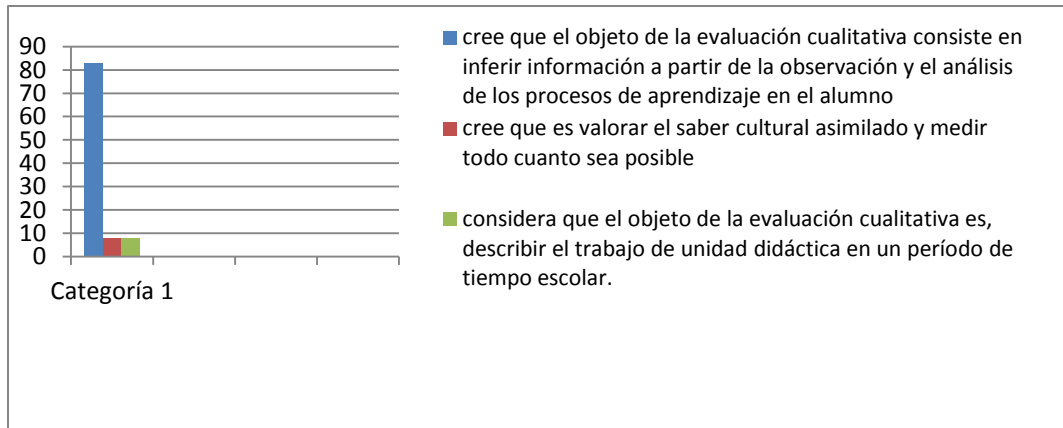 90
80
70
60
50
40
30
20
10
0
Categoría 1
cree que el objeto de la evaluación cualitativa consiste en
inferir información a partir de la observación y el análisis
de los procesos de aprendizaje en el alumno
cree que es valorar el saber cultural asimilado y medir
todo cuanto sea posible
considera que el objeto de la evaluación cualitativa es,
describir el trabajo de unidad didáctica en un período de
tiempo escolar.